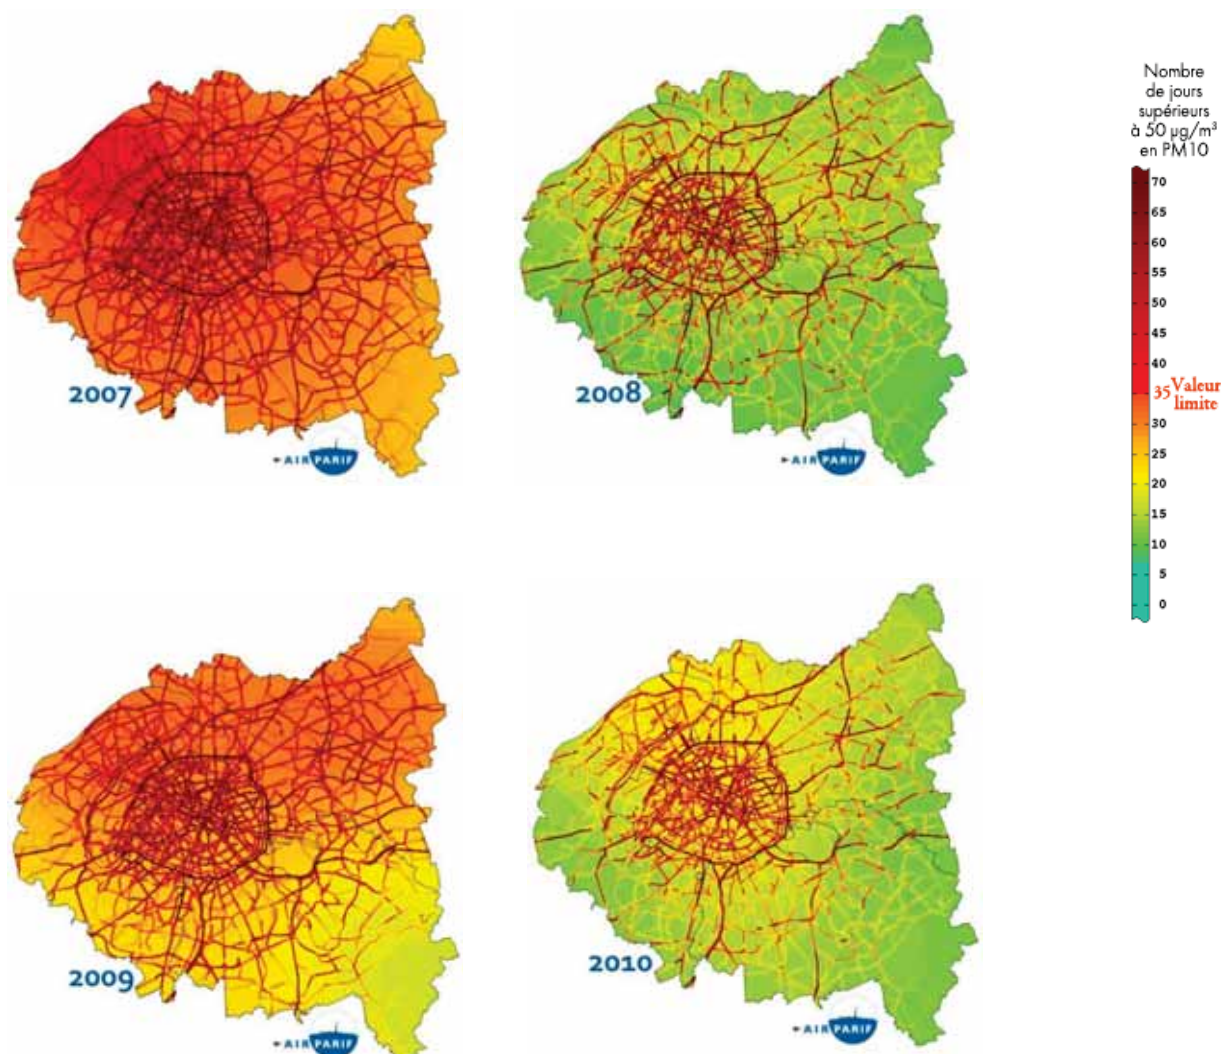 Nombre
de jours
supérieurs
à 50 µg/m³
en PM10
70
65
60
55
50
45
40
35 Valeur
limite
30
25
20
15
10
5
0
2007
AIRPARIF
2008
AIRPARIF
2009
AIRPARIF
2010
AIRPARIF